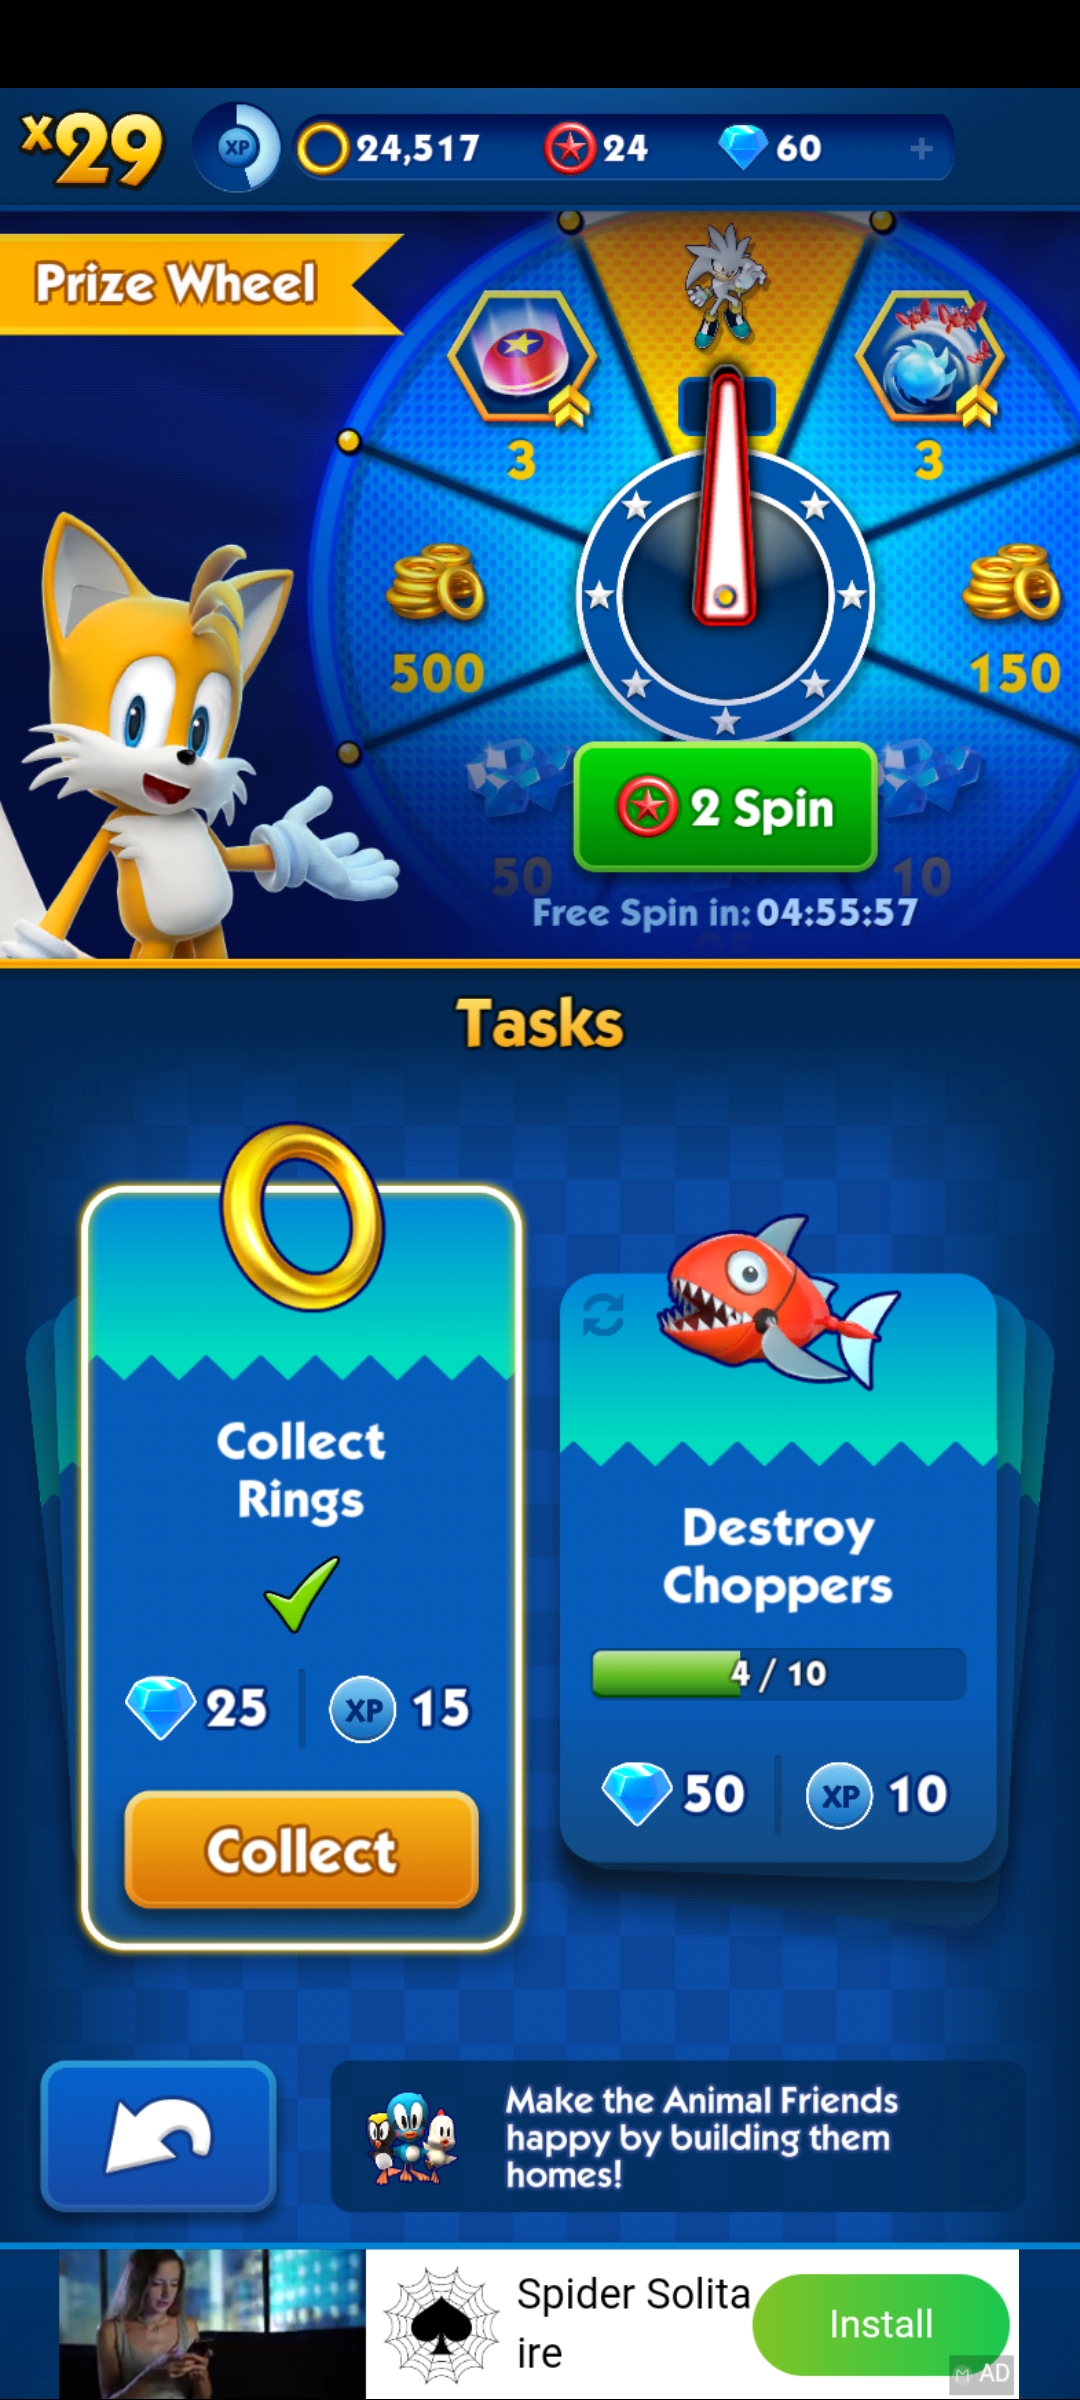 x29
XP
24,517
24
60
+
Prize Wheel
3
3
500
150
2 Spin
50
10
Free Spin in: 04:55:57
25
Tasks
Collect
Rings
25
XP
15
Collect
Destroy
Choppers
4 / 10
50
XP
10
Make the Animal Friends
happy by building them
homes!
Spider Solita
ire
Install
AD